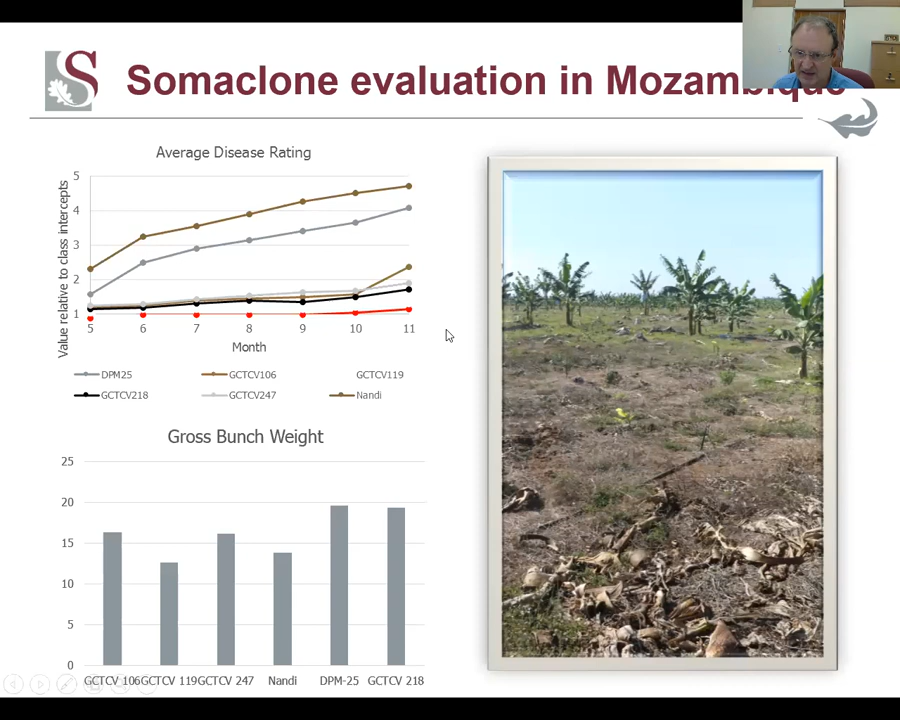 S
Somaclone evaluation in Mozambique
Average Disease Rating
Value relative to class intercepts
5
4
3
2
1
5 6 7 8 9 10 11
Month
DPM25 GCTCV106 GCTCV119
GCTCV218 GCTCV247 Nandi
Gross Bunch Weight
25
20
15
10
5
0
GCTCV 106 GCTCV 119 GCTCV 247 Nandi DPM-25 GCTCV 218